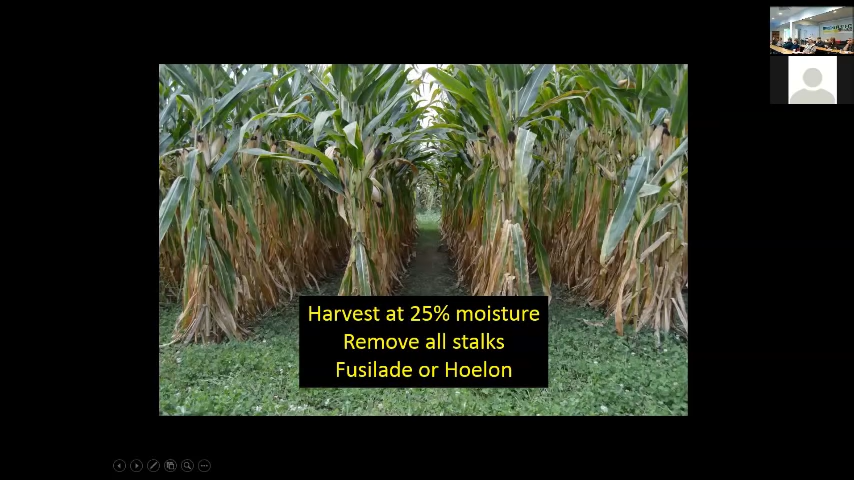 Harvest at 25% moisture
Remove all stalks
Fusilade or Hoelon